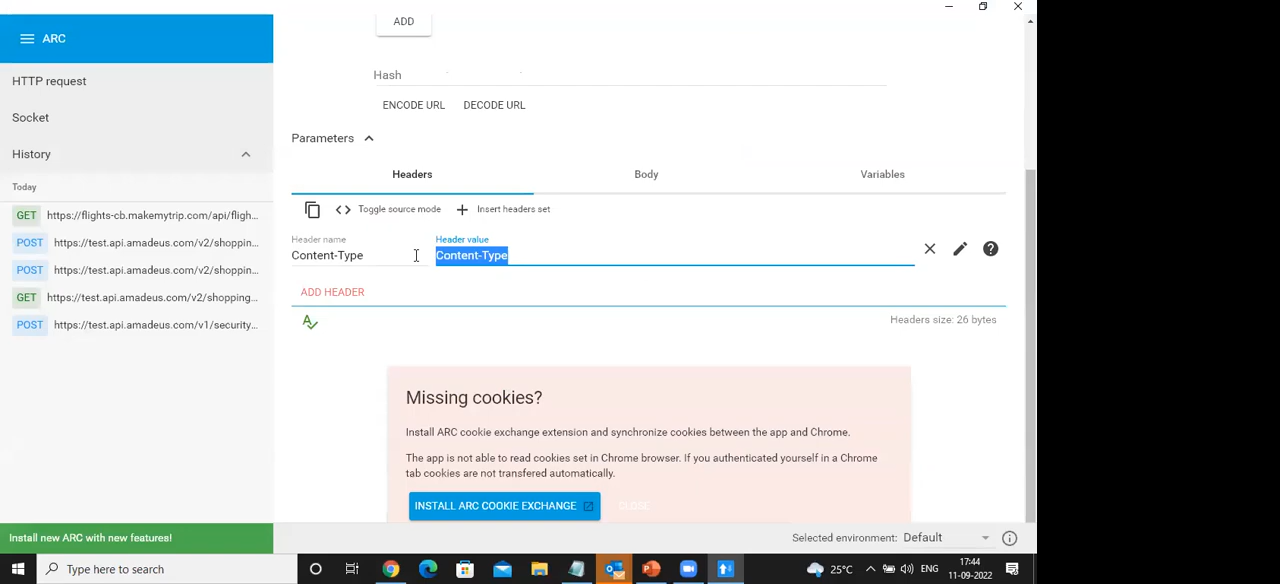 ARC
HTTP request
Socket
History
Today
GET https://flights-cb.makemytrip.com/api/fligh...
POST https://test.api.amadeus.com/v2/shoppin...
POST https://test.api.amadeus.com/v2/shoppin...
GET https://test.api.amadeus.com/v2/shopping...
POST https://test.api.amadeus.com/v1/security...
Install new ARC with new features!
ADD
Hash
ENCODE URL DECODE URL
Parameters
Headers Body Variables
Toggle source mode Insert headers set
Header name Header value
Content-Type Content-Type
ADD HEADER
Headers size: 26 bytes
Missing cookies?
Install ARC cookie exchange extension and synchronize cookies between the app and Chrome.
The app is not able to read cookies set in Chrome browser. If you authenticated yourself in a Chrome
tab cookies are not transfered automatically.
INSTALL ARC COOKIE EXCHANGE CLOSE
Selected environment: Default
Type here to search
25°C ENG
17:44
11-09-2022